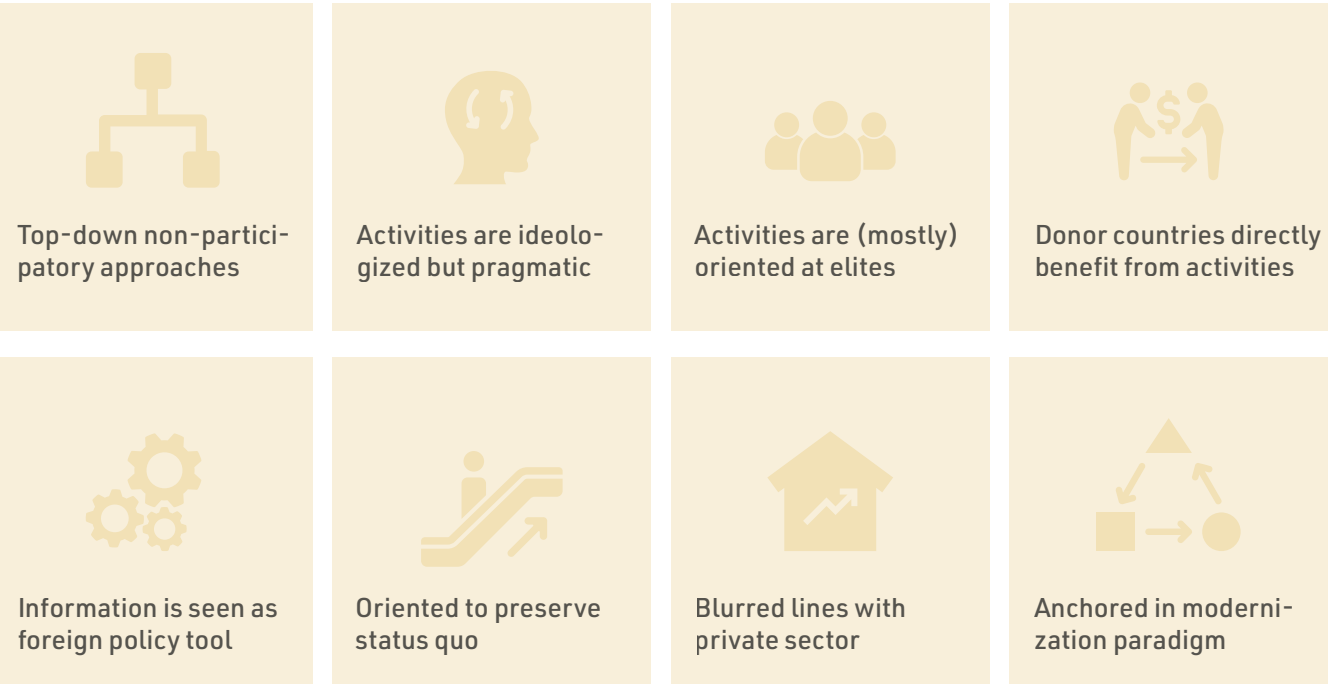 Top-down non-partici-
patory approaches
Activities are ideolo-
gized but pragmatic
Activities are (mostly)
oriented at elites
Donor countries directly
benefit from activities
Information is seen as
foreign policy tool
Oriented to preserve
status quo
Blurred lines with
private sector
Anchored in moderni-
zation paradigm